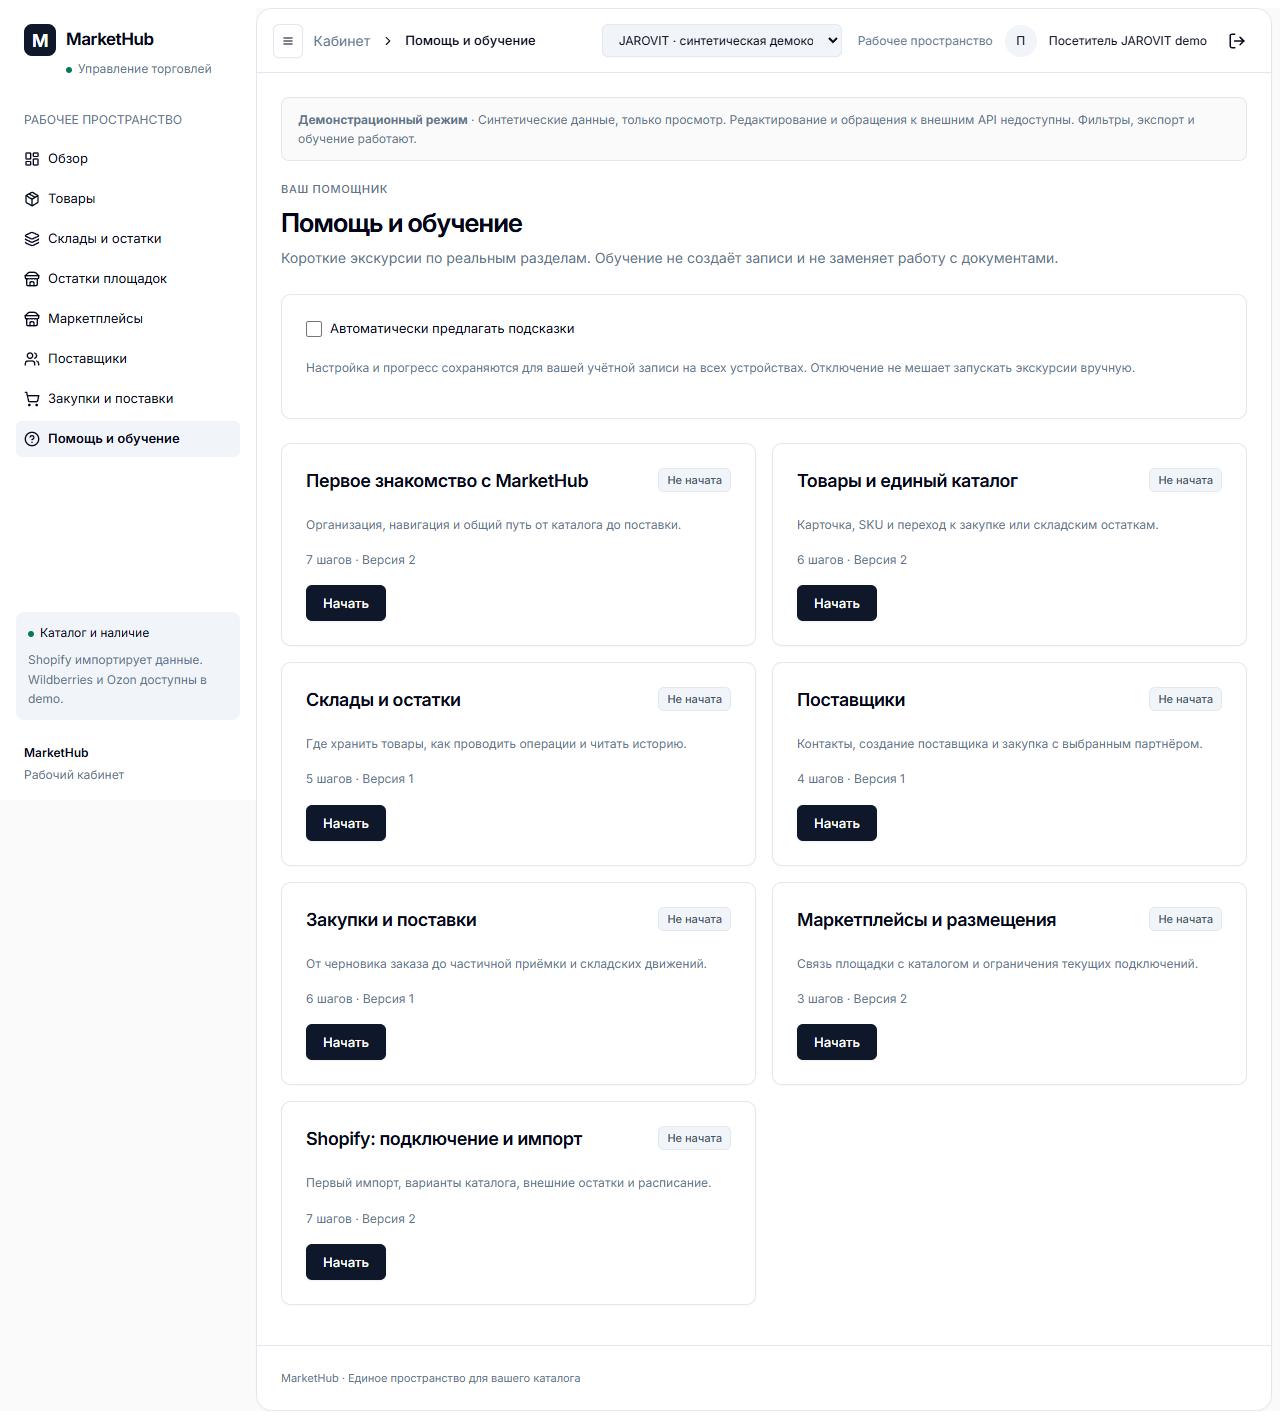 M MarketHub
Управление торговлей
РАБОЧЕЕ ПРОСТРАНСТВО
Обзор
Товары
Склады и остатки
Остатки площадок
Маркетплейсы
Поставщики
Закупки и поставки
Помощь и обучение
Каталог и наличие
Shopify импортирует данные.
Wildberries и Ozon доступны в
demo.
MarketHub
Рабочий кабинет
Кабинет > Помощь и обучение
JAROVIT · синтетическая демоко
Рабочее пространство
П
Посетитель JAROVIT demo
Демонстрационный режим · Синтетические данные, только просмотр. Редактирование и обращения к внешним API недоступны. Фильтры, экспорт и
обучение работают.
ВАШ ПОМОЩНИК
Помощь и обучение
Короткие экскурсии по реальным разделам. Обучение не создаёт записи и не заменяет работу с документами.
Автоматически предлагать подсказки
Настройка и прогресс сохраняются для вашей учётной записи на всех устройствах. Отключение не мешает запускать экскурсии вручную.
Первое знакомство с MarketHub
Не начата
Организация, навигация и общий путь от каталога до поставки.
7 шагов · Версия 2
Начать
Товары и единый каталог
Не начата
Карточка, SKU и переход к закупке или складским остаткам.
6 шагов · Версия 2
Начать
Склады и остатки
Не начата
Где хранить товары, как проводить операции и читать историю.
5 шагов · Версия 1
Начать
Поставщики
Не начата
Контакты, создание поставщика и закупка с выбранным партнёром.
4 шагов · Версия 1
Начать
Закупки и поставки
Не начата
От черновика заказа до частичной приёмки и складских движений.
6 шагов · Версия 1
Начать
Маркетплейсы и размещения
Не начата
Связь площадки с каталогом и ограничения текущих подключений.
3 шагов · Версия 2
Начать
Shopify: подключение и импорт
Не начата
Первый импорт, варианты каталога, внешние остатки и расписание.
7 шагов · Версия 2
Начать
MarketHub · Единое пространство для вашего каталога